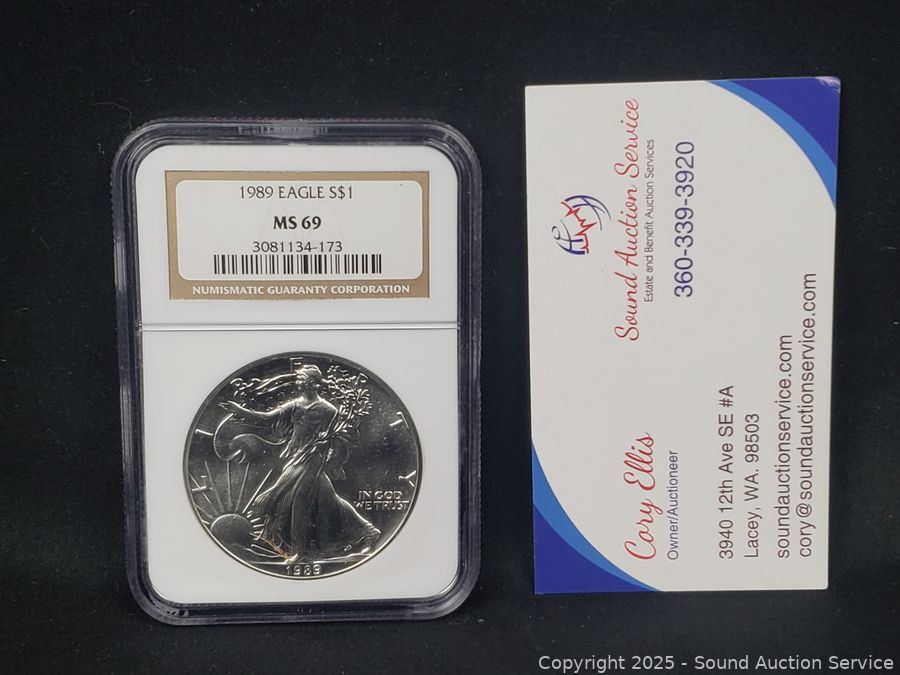 1989 EAGLE S$1
MS 69
3081134-173
NUMISMATIC GUARANTY CORPORATION
LIBERTY
IN GOD
WE TRUST
1989
Sound Auction Service
Estate and Benefit Auction Services
360-339-3920
Cory Ellis
Owner/Auctioneer
3940 12th Ave SE #A
Lacey, WA. 98503
soundauctionservice.com
cory@soundauctionservice.com
Copyright 2025 - Sound Auction Service